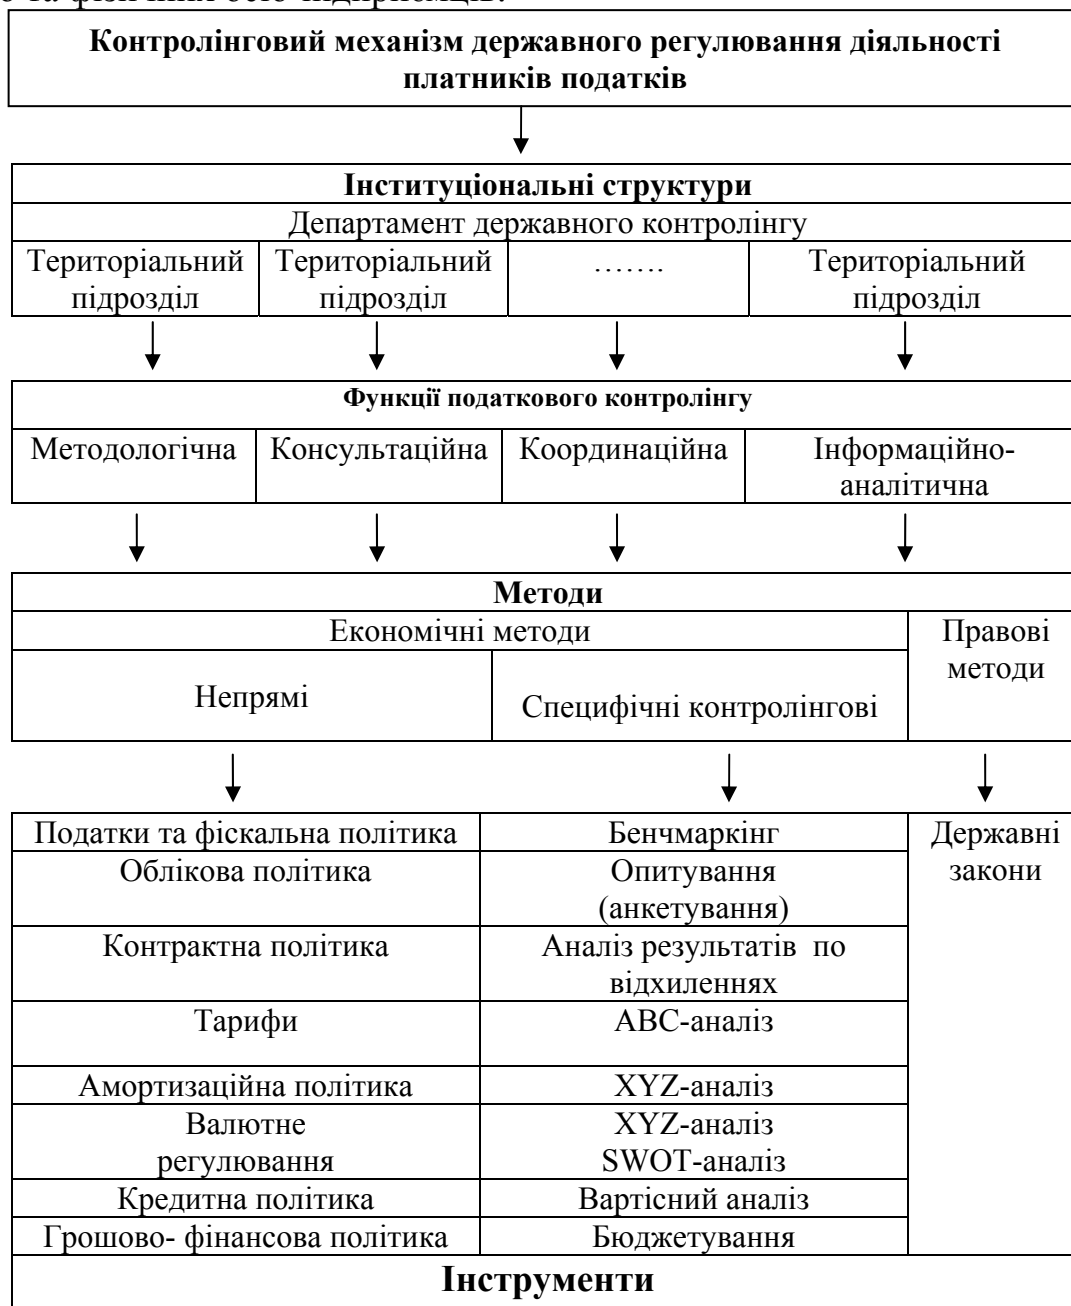 та фізичних осіб підприємців.
Контролінговий механізм державного регулювання діяльності
платників податків
Інституціональні структури
Департамент державного контролінгу
Територіальний підрозділ
Територіальний підрозділ
…….
Територіальний підрозділ
Функції податкового контролінгу
Методологічна
Консультаційна
Координаційна
Інформаційно-
аналітична
Методи
Економічні методи
Правові
методи
Непрямі
Специфічні контролінгові
Податки та фіскальна політика
Бенчмаркінг
Державні
закони
Облікова політика
Опитування
(анкетування)
Контрактна політика
Аналіз результатів по
відхиленнях
Тарифи
АВС-аналіз
Амортизаційна політика
XYZ-аналіз
Валютне
регулювання
XYZ-аналіз
SWOT-аналіз
Кредитна політика
Вартісний аналіз
Грошово- фінансова політика
Бюджетування
Інструменти